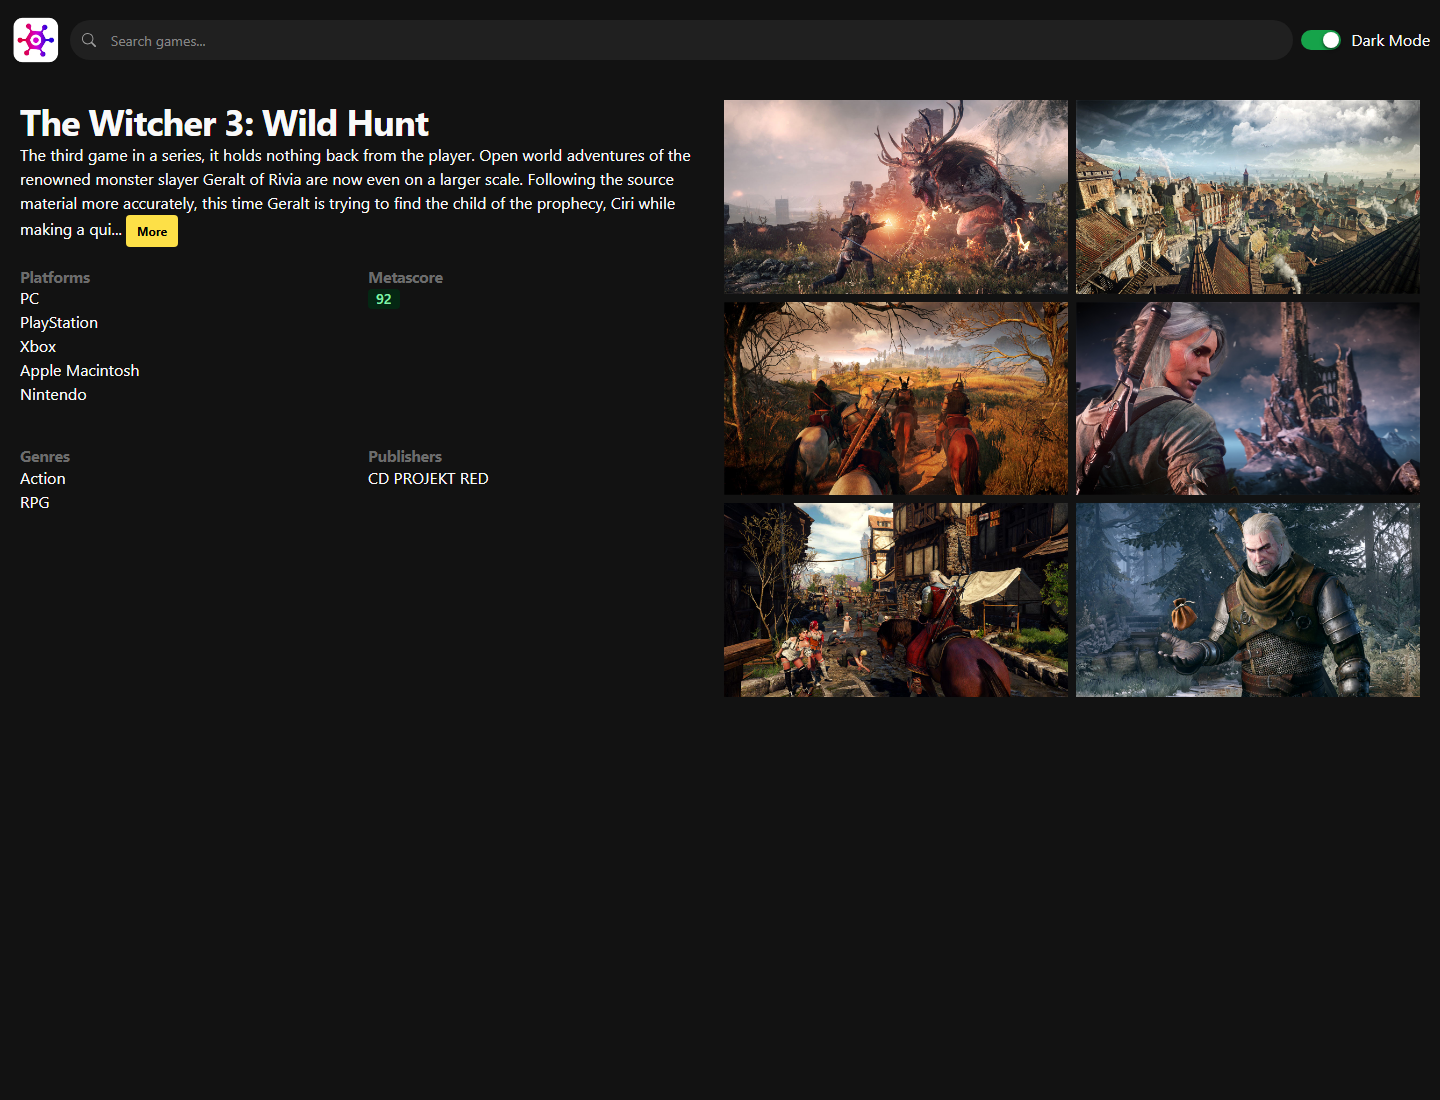 Search games...
Dark Mode
The Witcher 3: Wild Hunt
The third game in a series, it holds nothing back from the player. Open world adventures of the
renowned monster slayer Geralt of Rivia are now even on a larger scale. Following the source
material more accurately, this time Geralt is trying to find the child of the prophecy, Ciri while
making a qui... More
Platforms
PC
PlayStation
Xbox
Apple Macintosh
Nintendo
Metascore
92
Genres
Action
RPG
Publishers
CD PROJEKT RED